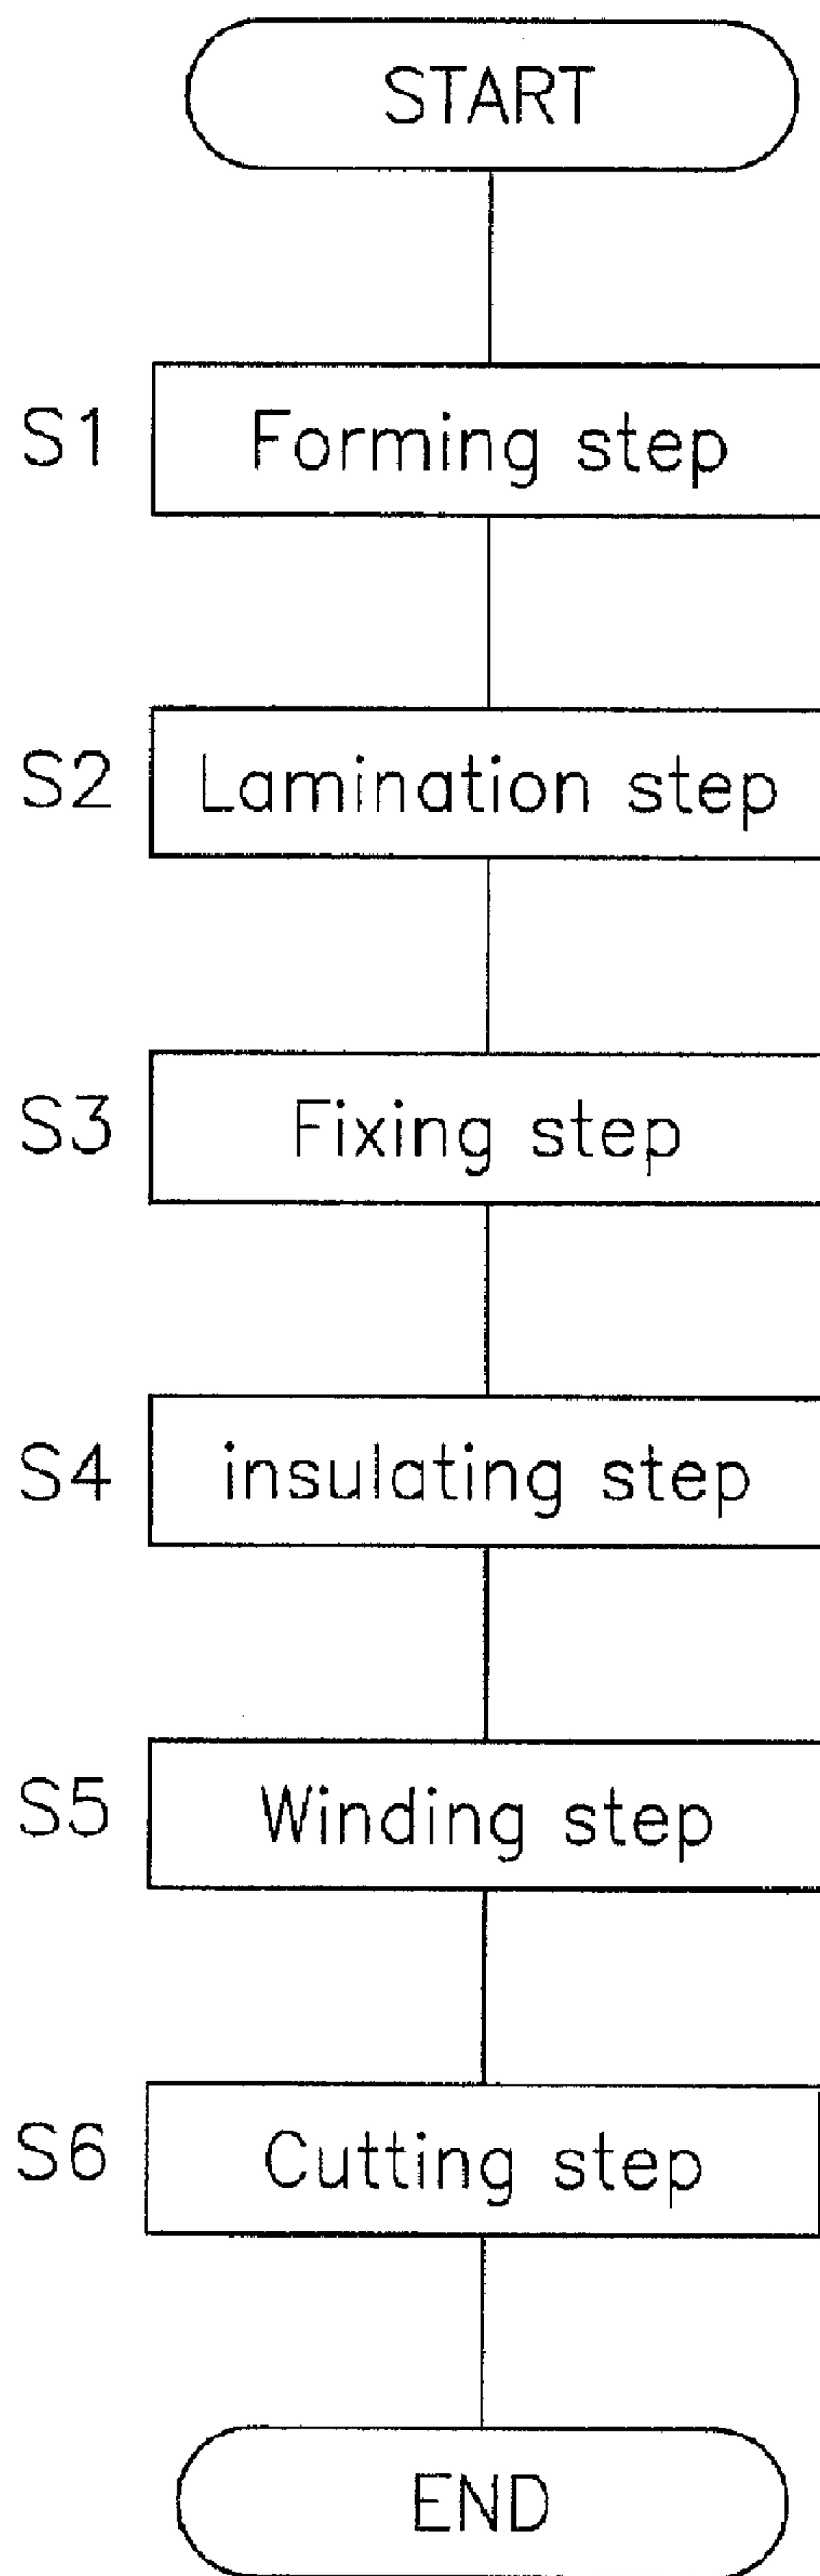 START
S1 Forming step
S2 Lamination step
S3 Fixing step
S4 insulating step
S5 Winding step
S6 Cutting step
END